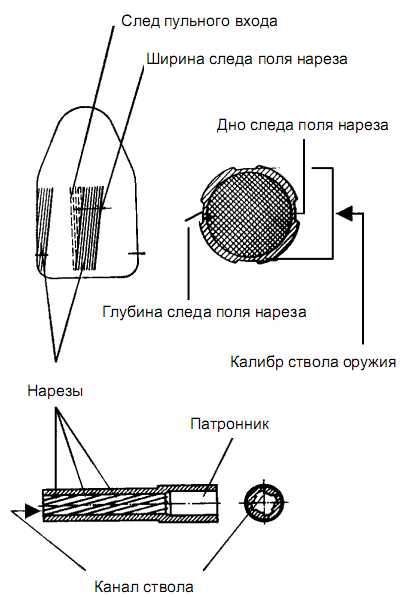 След пульного входа
Ширина следа поля нареза
Дно следа поля нареза
Глубина следа поля нареза
Калибр ствола оружия
Нарезы
Патронник
Канал ствола